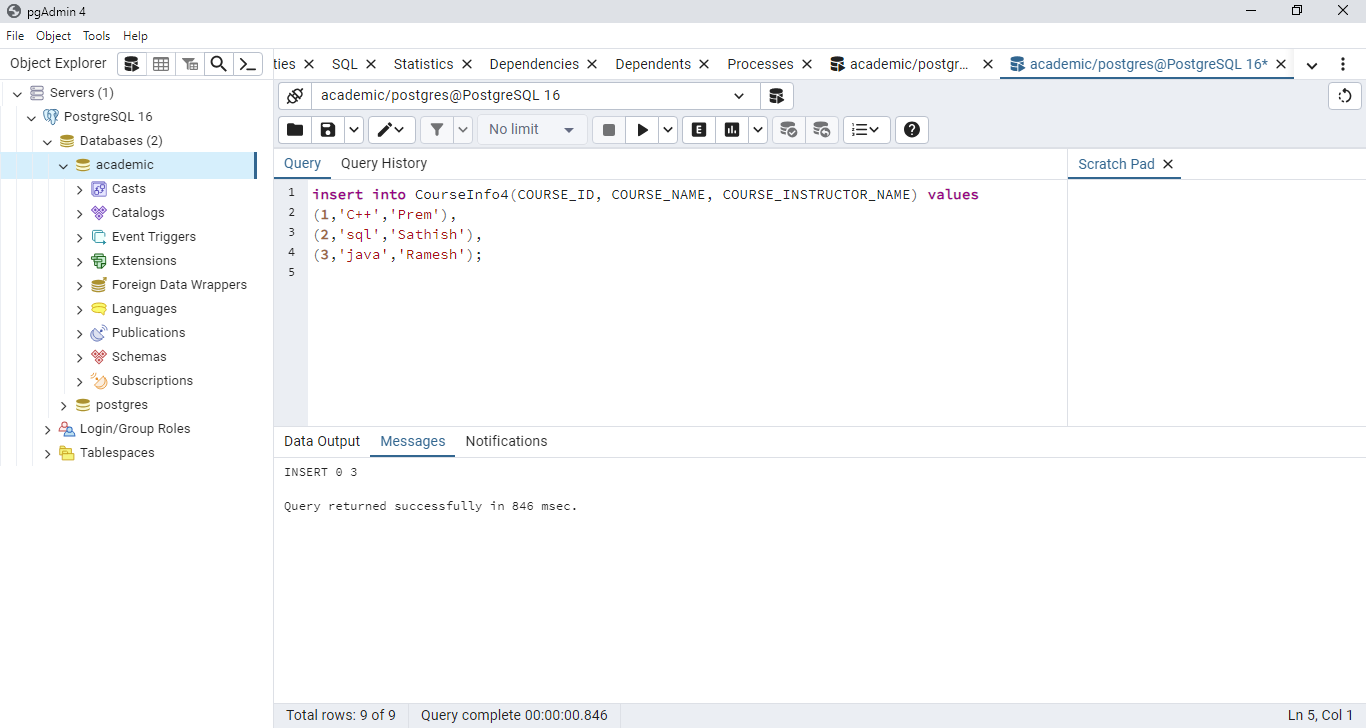 pgAdmin 4
File Object Tools Help
Object Explorer
ties SQL Statistics Dependencies Dependents Processes academic/postgr... academic/postgres@PostgreSQL 16*
Servers (1)
PostgreSQL 16
Databases (2)
academic
Casts
Catalogs
Event Triggers
Extensions
Foreign Data Wrappers
Languages
Publications
Schemas
Subscriptions
postgres
Login/Group Roles
Tablespaces
academic/postgres@PostgreSQL 16
No limit
E
Query Query History
Scratch Pad
1 insert into CourseInfo4(COURSE_ID, COURSE_NAME, COURSE_INSTRUCTOR_NAME) values
2 (1,'C++','Prem'),
3 (2,'sql','Sathish'),
4 (3,'java','Ramesh');
5
Data Output Messages Notifications
INSERT 0 3
Query returned successfully in 846 msec.
Total rows: 9 of 9 Query complete 00:00:00.846 Ln 5, Col 1